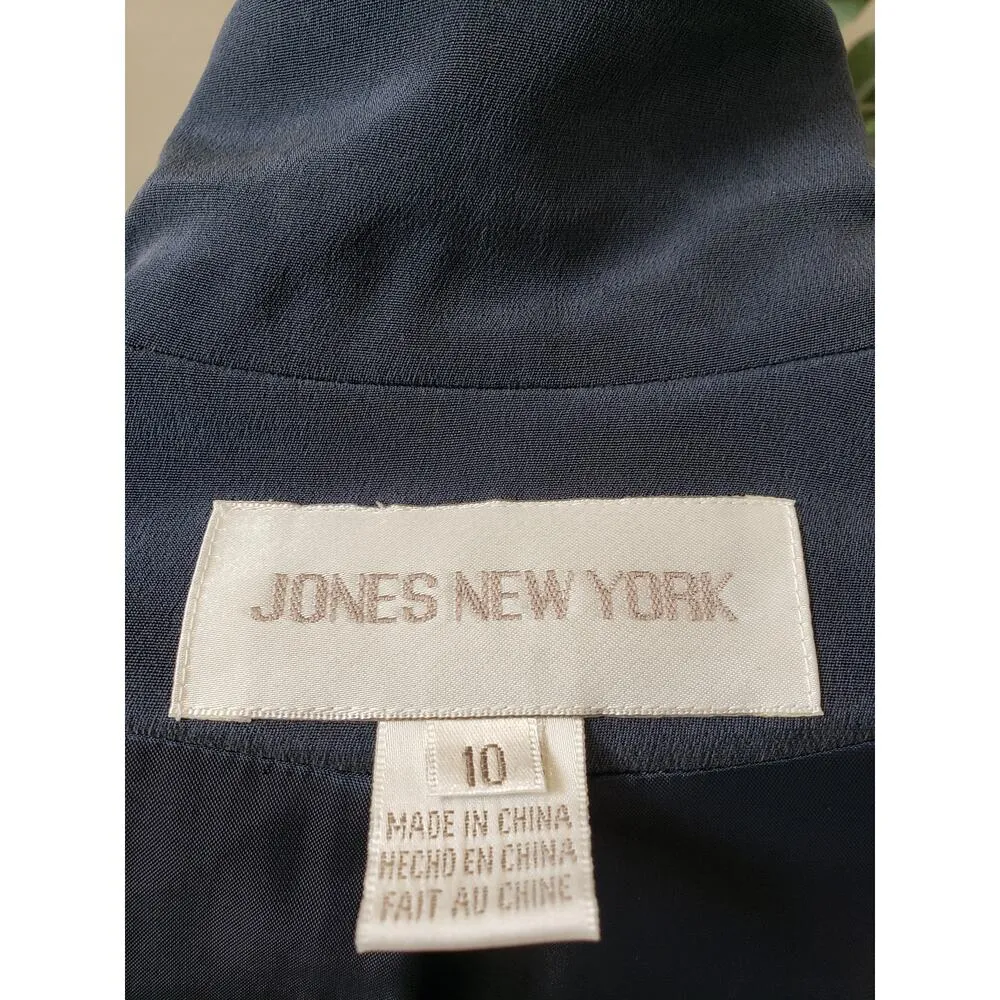 JONES NEW YORK
10
MADE IN CHINA
HECHO EN CHINA
FAIT AU CHINE